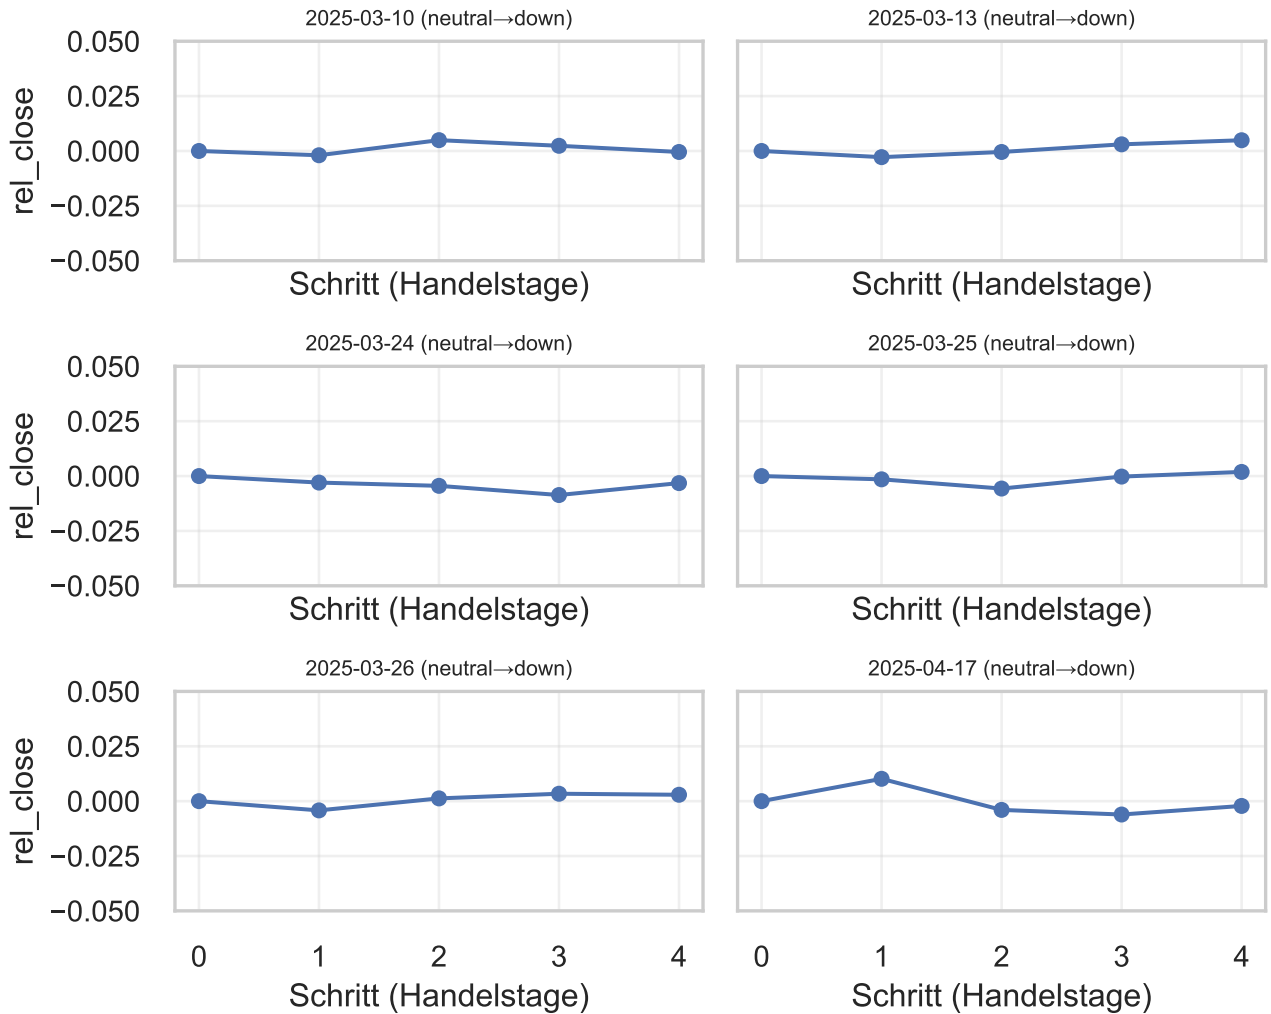 2025-03-10 (neutral→down)
2025-03-13 (neutral→down)
0.050
0.025
0.000
−0.025
−0.050
rel_close
Schritt (Handelstage)
Schritt (Handelstage)
2025-03-24 (neutral→down)
2025-03-25 (neutral→down)
0.050
0.025
0.000
−0.025
−0.050
rel_close
Schritt (Handelstage)
Schritt (Handelstage)
2025-03-26 (neutral→down)
2025-04-17 (neutral→down)
0.050
0.025
0.000
−0.025
−0.050
rel_close
0 1 2 3 4
0 1 2 3 4
Schritt (Handelstage)
Schritt (Handelstage)